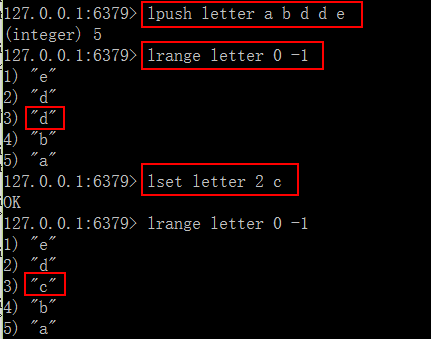 127.0.0.1:6379> lpush letter a b d d e
(integer) 5
127.0.0.1:6379> lrange letter 0 -1
1) "e"
2) "d"
3) "d"
4) "b"
5) "a"
127.0.0.1:6379> lset letter 2 c
OK
127.0.0.1:6379> lrange letter 0 -1
1) "e"
2) "d"
3) "c"
4) "b"
5) "a"